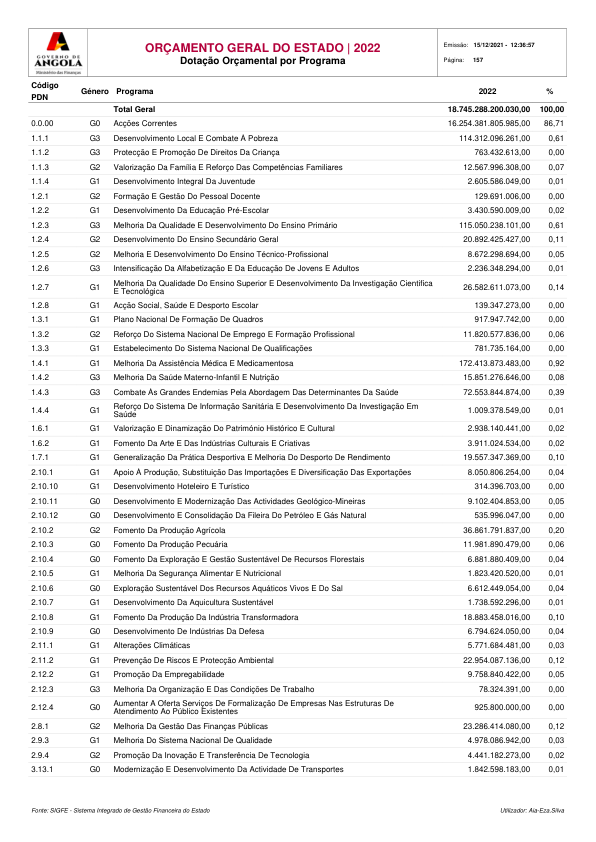 GOVERNO DE
ANGOLA
Ministério das Finanças
ORÇAMENTO GERAL DO ESTADO | 2022
Dotação Orçamental por Programa
Emissão: 15/12/2021 - 12:36:57
Página: 157
Código PDN Género Programa 2022 %
Total Geral 18.745.288.200.030,00 100,00
0.0.00 G0 Acções Correntes 16.254.381.805.985,00 86,71
1.1.1 G3 Desenvolvimento Local E Combate Á Pobreza 114.312.096.261,00 0,61
1.1.2 G3 Protecção E Promoção De Direitos Da Criança 763.432.613,00 0,00
1.1.3 G2 Valorização Da Família E Reforço Das Competências Familiares 12.567.996.308,00 0,07
1.1.4 G1 Desenvolvimento Integral Da Juventude 2.605.586.049,00 0,01
1.2.1 G2 Formação E Gestão Do Pessoal Docente 129.691.006,00 0,00
1.2.2 G1 Desenvolvimento Da Educação Pré-Escolar 3.430.590.009,00 0,02
1.2.3 G3 Melhoria Da Qualidade E Desenvolvimento Do Ensino Primário 115.050.238.101,00 0,61
1.2.4 G2 Desenvolvimento Do Ensino Secundário Geral 20.892.425.427,00 0,11
1.2.5 G2 Melhoria E Desenvolvimento Do Ensino Técnico-Profissional 8.672.298.694,00 0,05
1.2.6 G3 Intensificação Da Alfabetização E Da Educação De Jovens E Adultos 2.236.348.294,00 0,01
1.2.7 G1 Melhoria Da Qualidade Do Ensino Superior E Desenvolvimento Da Investigação Científica
E Tecnológica 26.582.611.073,00 0,14
1.2.8 G1 Acção Social, Saúde E Desporto Escolar 139.347.273,00 0,00
1.3.1 G1 Plano Nacional De Formação De Quadros 917.947.742,00 0,00
1.3.2 G2 Reforço Do Sistema Nacional De Emprego E Formação Profissional 11.820.577.836,00 0,06
1.3.3 G1 Estabelecimento Do Sistema Nacional De Qualificações 781.735.164,00 0,00
1.4.1 G1 Melhoria Da Assistência Médica E Medicamentosa 172.413.873.483,00 0,92
1.4.2 G3 Melhoria Da Saúde Materno-Infantil E Nutrição 15.851.276.646,00 0,08
1.4.3 G3 Combate Às Grandes Endemias Pela Abordagem Das Determinantes Da Saúde 72.553.844.874,00 0,39
1.4.4 G1 Reforço Do Sistema De Informação Sanitária E Desenvolvimento Da Investigação Em
Saúde 1.009.378.549,00 0,01
1.6.1 G1 Valorização E Dinamização Do Património Histórico E Cultural 2.938.140.441,00 0,02
1.6.2 G1 Fomento Da Arte E Das Indústrias Culturais E Criativas 3.911.024.534,00 0,02
1.7.1 G1 Generalização Da Prática Desportiva E Melhoria Do Desporto De Rendimento 19.557.347.369,00 0,10
2.10.1 G1 Apoio À Produção, Substituição Das Importações E Diversificação Das Exportações 8.050.806.254,00 0,04
2.10.10 G1 Desenvolvimento Hoteleiro E Turístico 314.396.703,00 0,00
2.10.11 G0 Desenvolvimento E Modernização Das Actividades Geológico-Mineiras 9.102.404.853,00 0,05
2.10.12 G0 Desenvolvimento E Consolidação Da Fileira Do Petróleo E Gás Natural 535.996.047,00 0,00
2.10.2 G2 Fomento Da Produção Agrícola 36.861.791.837,00 0,20
2.10.3 G0 Fomento Da Produção Pecuária 11.981.890.479,00 0,06
2.10.4 G0 Fomento Da Exploração E Gestão Sustentável De Recursos Florestais 6.881.880.409,00 0,04
2.10.5 G1 Melhoria Da Segurança Alimentar E Nutricional 1.823.420.520,00 0,01
2.10.6 G0 Exploração Sustentável Dos Recursos Aquáticos Vivos E Do Sal 6.612.449.054,00 0,04
2.10.7 G1 Desenvolvimento Da Aquicultura Sustentável 1.738.592.296,00 0,01
2.10.8 G1 Fomento Da Produção Da Indústria Transformadora 18.883.458.016,00 0,10
2.10.9 G0 Desenvolvimento De Indústrias Da Defesa 6.794.624.050,00 0,04
2.11.1 G1 Alterações Climáticas 5.771.684.481,00 0,03
2.11.2 G1 Prevenção De Riscos E Protecção Ambiental 22.954.087.136,00 0,12
2.12.2 G1 Promoção Da Empregabilidade 9.758.840.422,00 0,05
2.12.3 G3 Melhoria Da Organização E Das Condições De Trabalho 78.324.391,00 0,00
2.12.4 G0 Aumentar A Oferta Serviços De Formalização De Empresas Nas Estruturas De
Atendimento Ao Público Existentes 925.800.000,00 0,00
2.8.1 G2 Melhoria Da Gestão Das Finanças Públicas 23.286.414.080,00 0,12
2.9.3 G1 Melhoria Do Sistema Nacional De Qualidade 4.978.086.942,00 0,03
2.9.4 G2 Promoção Da Inovação E Transferência De Tecnologia 4.441.182.273,00 0,02
3.13.1 G0 Modernização E Desenvolvimento Da Actividade De Transportes 1.842.598.183,00 0,01
Fonte: SIGFE - Sistema Integrado de Gestão Financeira do Estado Utilizador: Aia-Eza.Silva